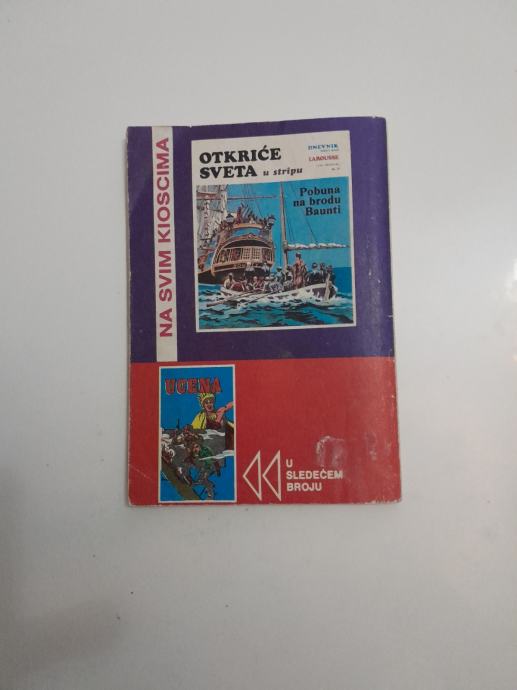 NA SVIM KIOSCIMA
OTKRIĆE
SVETA u stripu
DNEVNIK
LAROUSSE
Pobuna
na brodu
Baunti
UCENA
U
SLEDEĆEM
BROJU